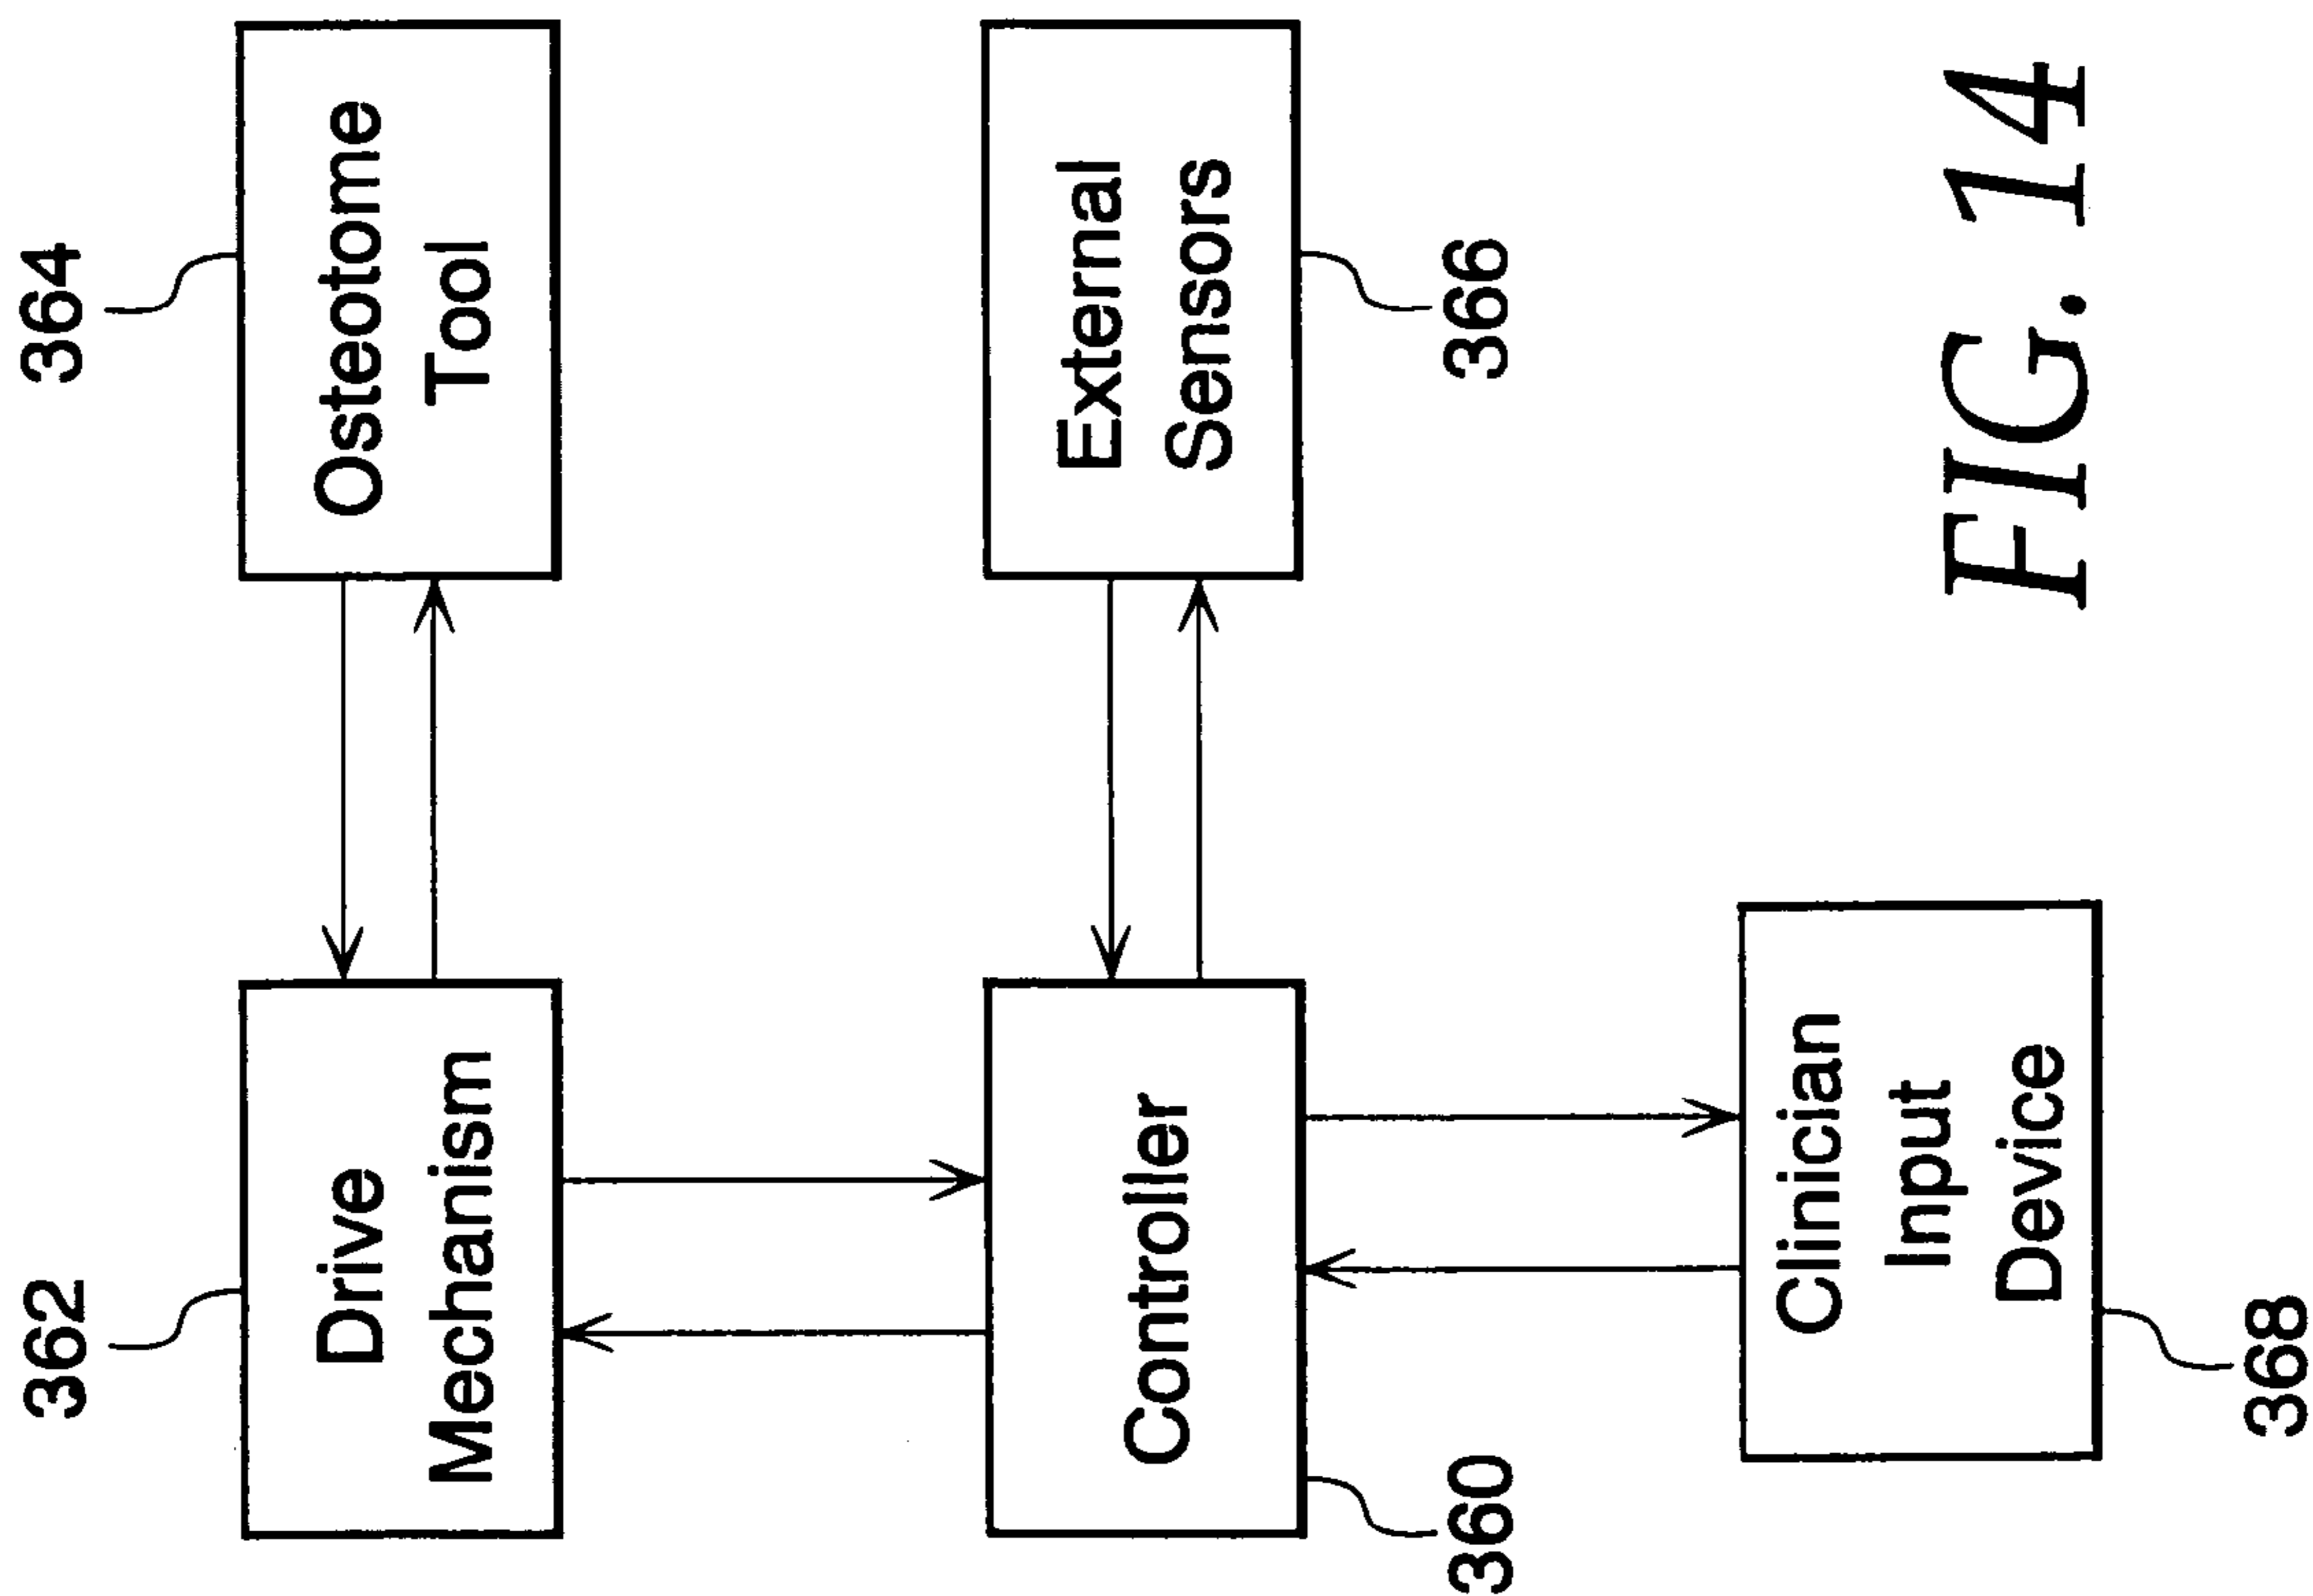 362
Drive
Mechanism
364
Osteotome
Tool
Controller
360
External
Sensors
366
Clinician
Input
Device
368
FIG. 14